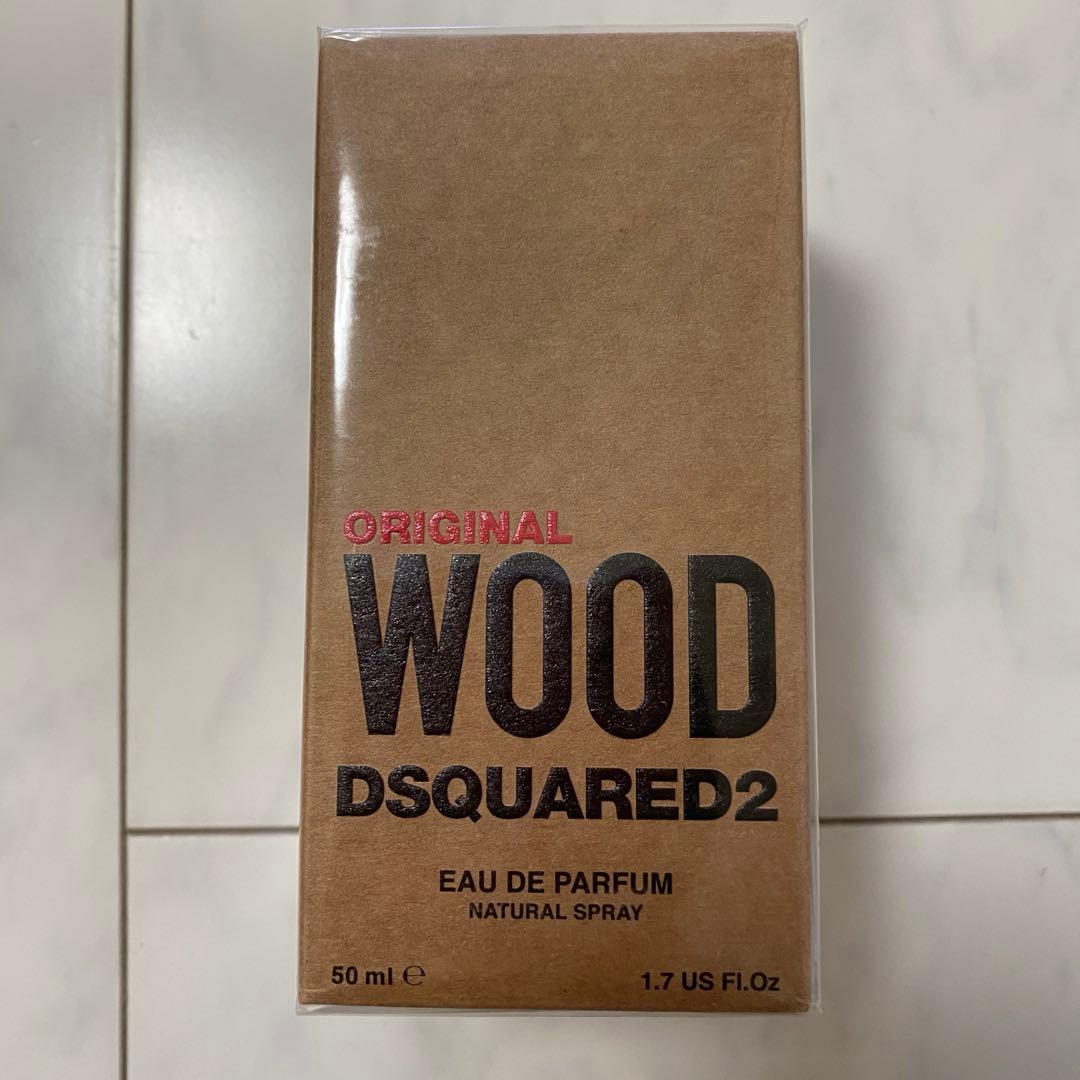 ORIGINAL
WOOD
DSQUARED2
EAU DE PARFUM
NATURAL SPRAY
50 ml ℮
1.7 US Fl.Oz